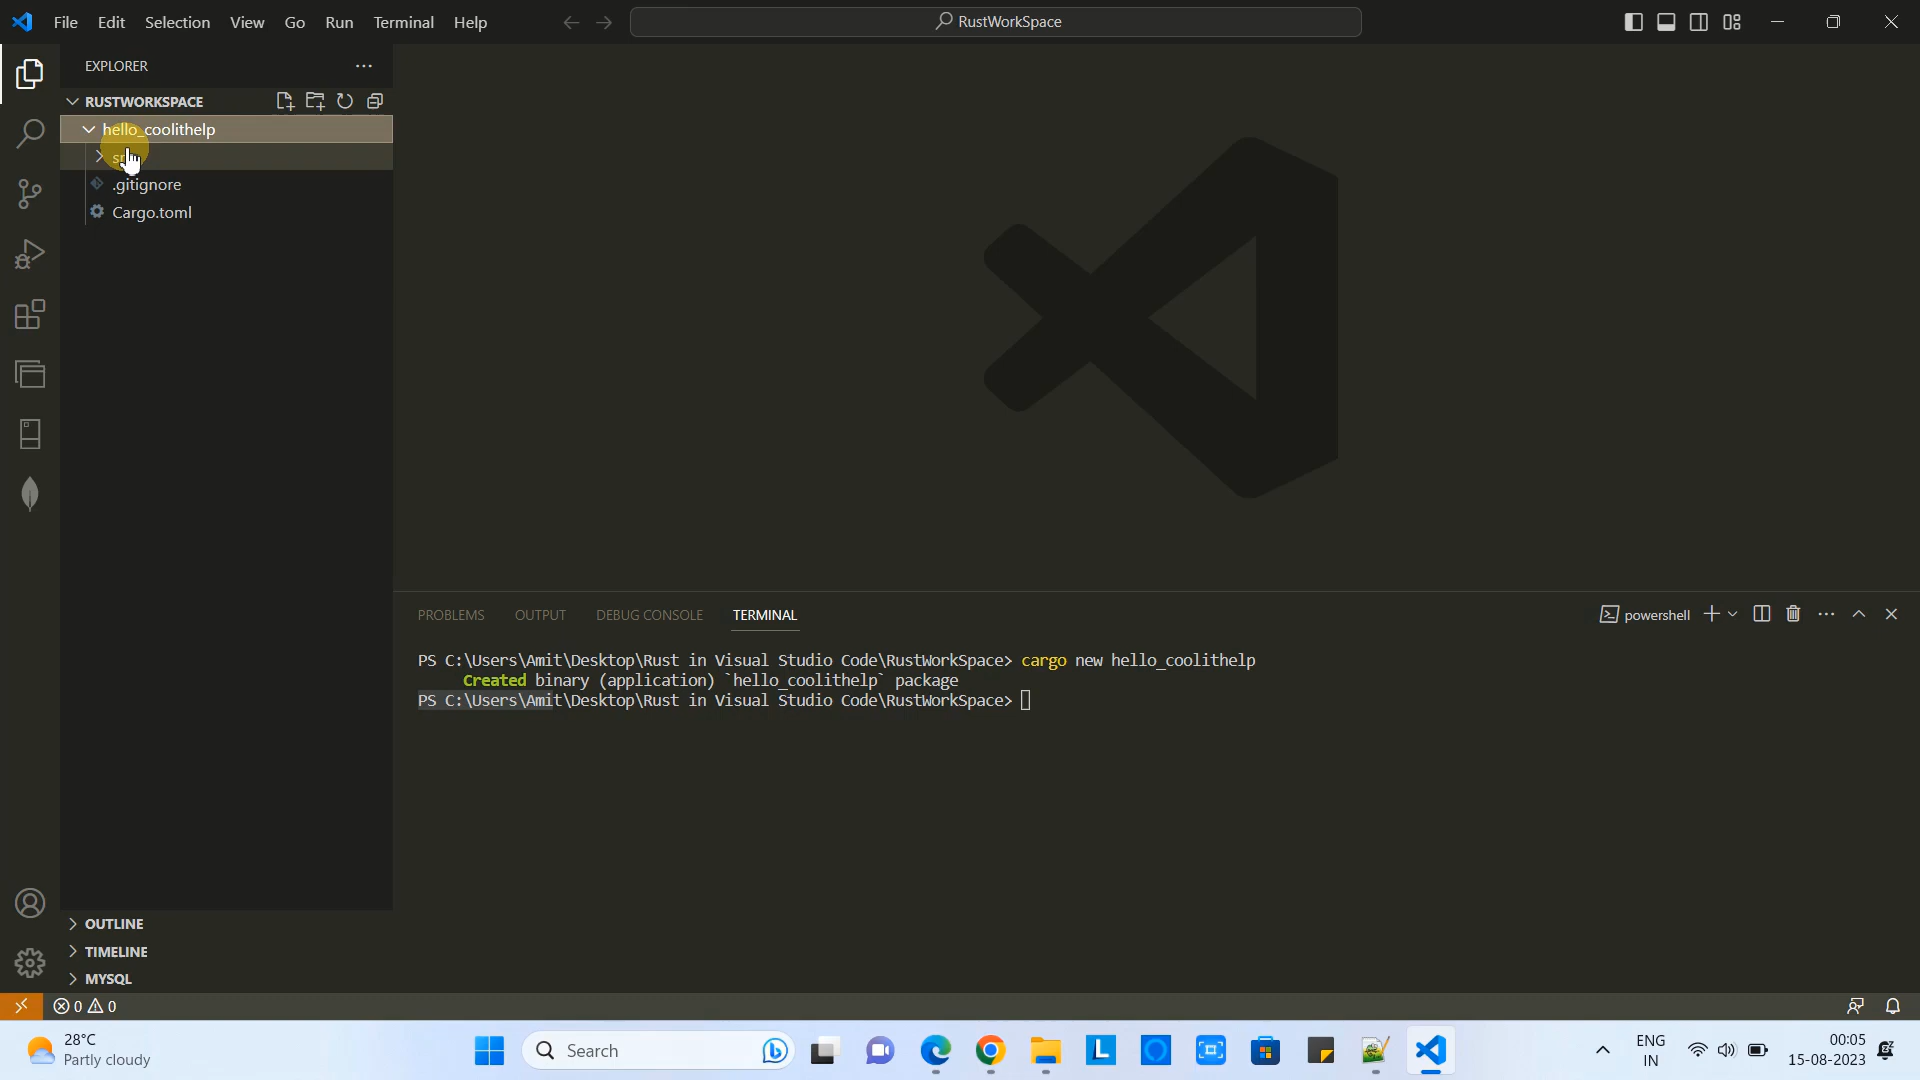 File Edit Selection View Go Run Terminal Help
RustWorkSpace
EXPLORER
RUSTWORKSPACE
hello_coolithelp
.gitignore
Cargo.toml
PROBLEMS OUTPUT DEBUG CONSOLE TERMINAL
powershell
PS C:\Users\Amit\Desktop\Rust in Visual Studio Code\RustWorkSpace> cargo new hello_coolithelp
Created binary (application) `hello_coolithelp` package
PS C:\Users\Amit\Desktop\Rust in Visual Studio Code\RustWorkSpace>
OUTLINE
TIMELINE
MYSQL
0 0
28°C
Partly cloudy
Search
L
ENG
IN
00:05
15-08-2023